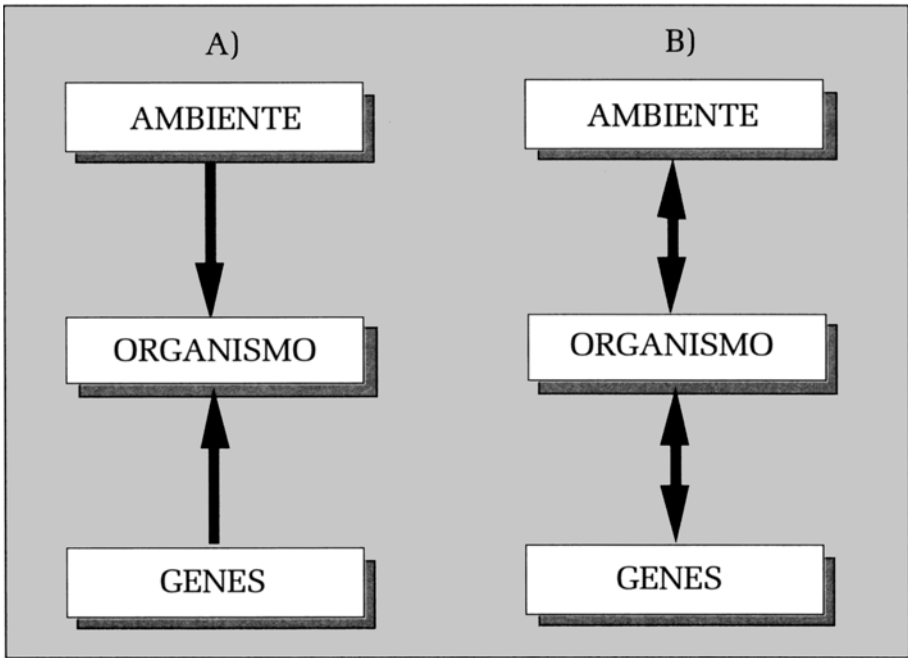 A)
AMBIENTE
ORGANISMO
GENES
B)
AMBIENTE
ORGANISMO
GENES